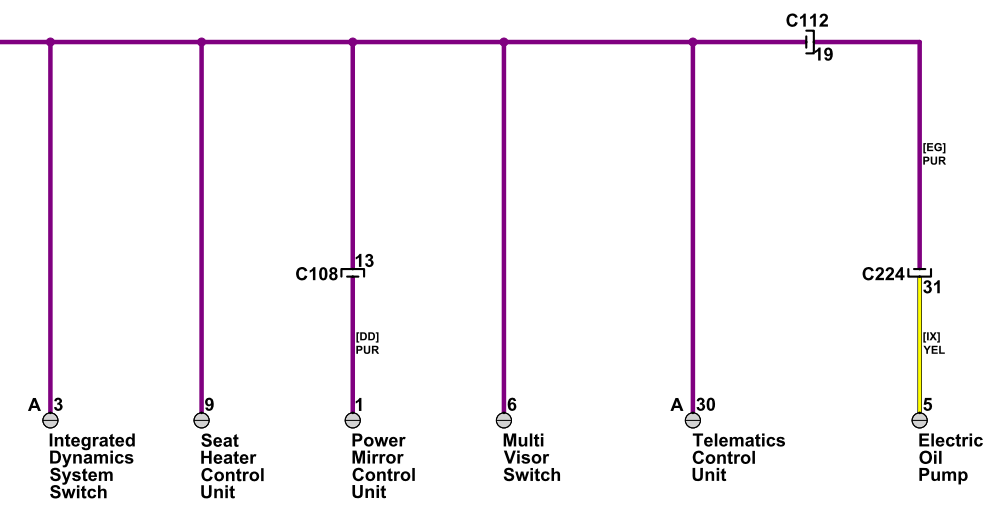 C112
19
[EG]
PUR
13
C108
C224
31
[DD]
PUR
[IX]
YEL
A 3
9
1
6
A 30
5
Integrated
Dynamics
System
Switch
Seat
Heater
Control
Unit
Power
Mirror
Control
Unit
Multi
Visor
Switch
Telematics
Control
Unit
Electric
Oil
Pump